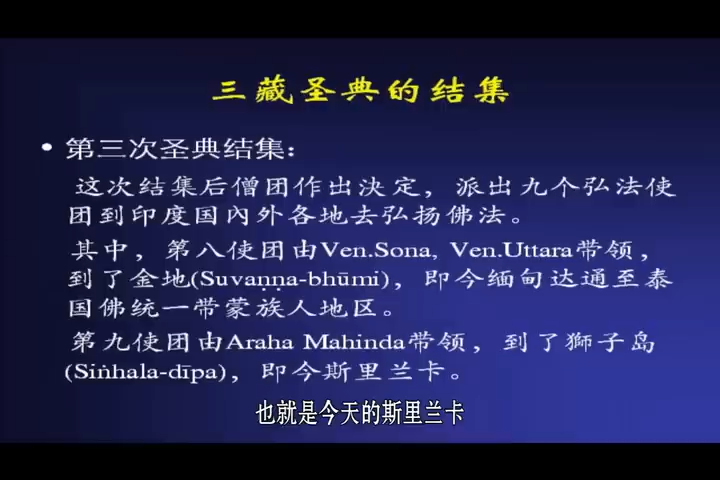 三藏圣典的结集
• 第三次圣典结集：
这次结集后僧团作出决定，派出九个弘法使
团到印度国內外各地去弘扬佛法。
其中，第八使团由Ven.Sona, Ven.Uttara带领，
到了金地(Suvaṇṇa-bhūmi)，即今缅甸达通至泰
国佛统一带蒙族人地区。
第九使团由Araha Mahinda带领，到了狮子岛
(Siṅhala-dīpa)，即今斯里兰卡。
也就是今天的斯里兰卡